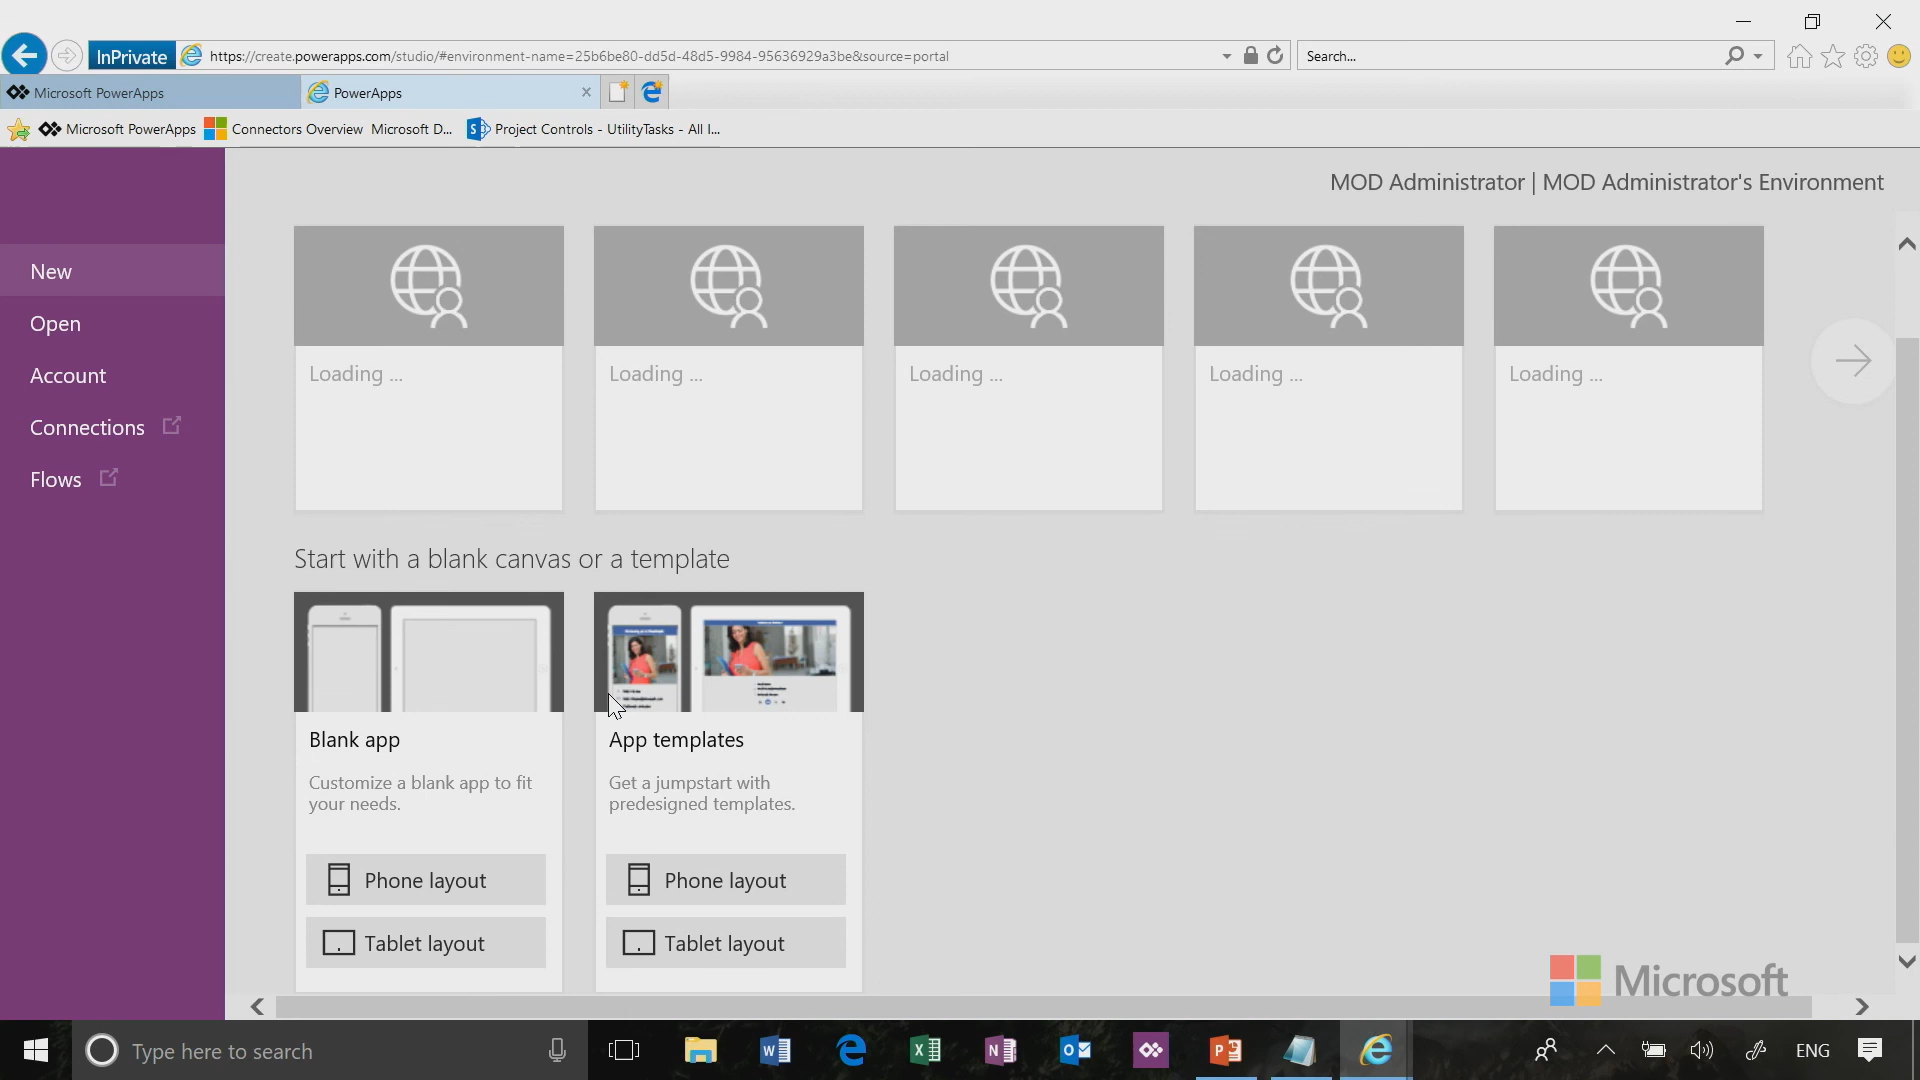 InPrivate
https://create.powerapps.com/studio/#environment-name=25b6be80-dd5d-48d5-9984-95636929a3be&source=portal
Search...
Microsoft PowerApps
PowerApps
Microsoft PowerApps
Connectors Overview  Microsoft D...
Project Controls - UtilityTasks - All I...
MOD Administrator | MOD Administrator's Environment
New
Open
Account
Connections
Flows
Loading ...
Loading ...
Loading ...
Loading ...
Loading ...
Start with a blank canvas or a template
Blank app
Customize a blank app to fit
your needs.
Phone layout
Tablet layout
App templates
Get a jumpstart with
predesigned templates.
Phone layout
Tablet layout
Microsoft
Type here to search
ENG